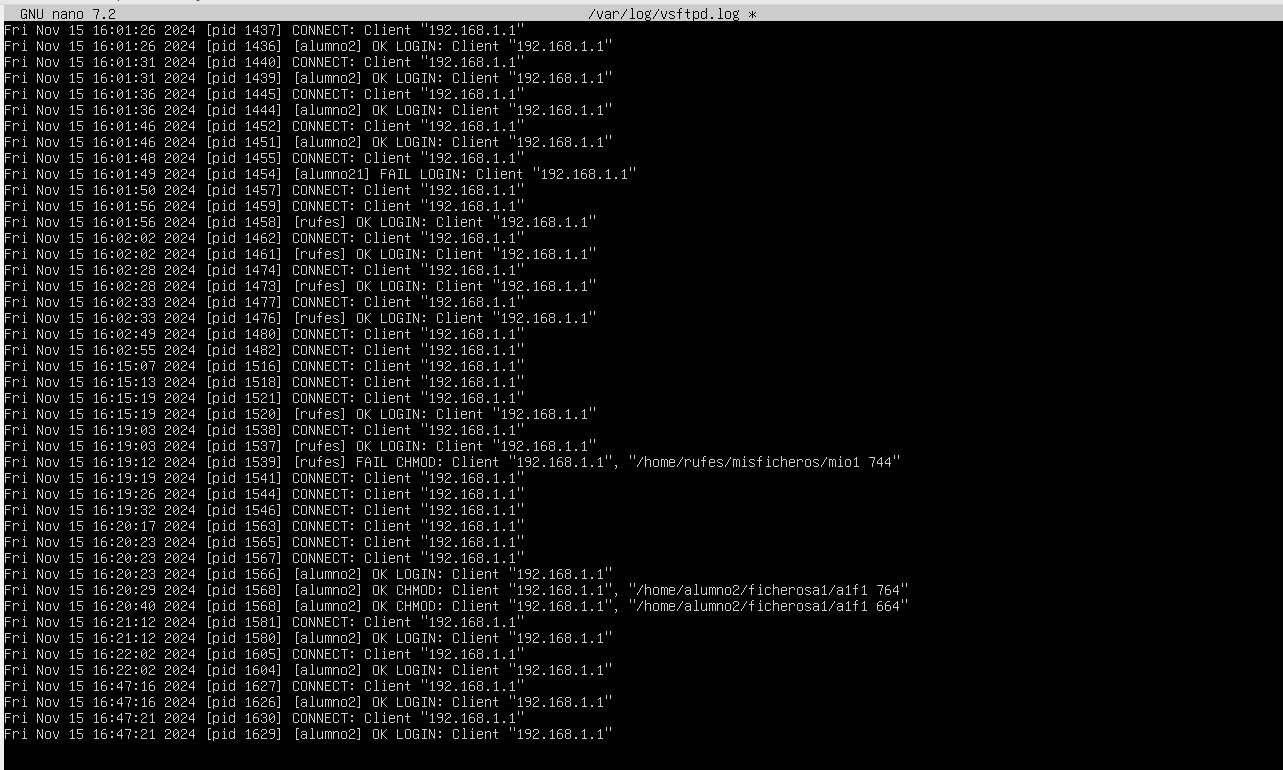 GNU nano 7.2 /var/log/vsftpd.log *
Fri Nov 15 16:01:26 2024 [pid 1437] CONNECT: Client "192.168.1.1"
Fri Nov 15 16:01:26 2024 [pid 1436] [alumno2] OK LOGIN: Client "192.168.1.1"
Fri Nov 15 16:01:31 2024 [pid 1440] CONNECT: Client "192.168.1.1"
Fri Nov 15 16:01:31 2024 [pid 1439] [alumno2] OK LOGIN: Client "192.168.1.1"
Fri Nov 15 16:01:36 2024 [pid 1445] CONNECT: Client "192.168.1.1"
Fri Nov 15 16:01:36 2024 [pid 1444] [alumno2] OK LOGIN: Client "192.168.1.1"
Fri Nov 15 16:01:46 2024 [pid 1452] CONNECT: Client "192.168.1.1"
Fri Nov 15 16:01:46 2024 [pid 1451] [alumno2] OK LOGIN: Client "192.168.1.1"
Fri Nov 15 16:01:48 2024 [pid 1455] CONNECT: Client "192.168.1.1"
Fri Nov 15 16:01:49 2024 [pid 1454] [alumno21] FAIL LOGIN: Client "192.168.1.1"
Fri Nov 15 16:01:50 2024 [pid 1457] CONNECT: Client "192.168.1.1"
Fri Nov 15 16:01:56 2024 [pid 1459] CONNECT: Client "192.168.1.1"
Fri Nov 15 16:01:56 2024 [pid 1458] [rufes] OK LOGIN: Client "192.168.1.1"
Fri Nov 15 16:02:02 2024 [pid 1462] CONNECT: Client "192.168.1.1"
Fri Nov 15 16:02:02 2024 [pid 1461] [rufes] OK LOGIN: Client "192.168.1.1"
Fri Nov 15 16:02:28 2024 [pid 1474] CONNECT: Client "192.168.1.1"
Fri Nov 15 16:02:28 2024 [pid 1473] [rufes] OK LOGIN: Client "192.168.1.1"
Fri Nov 15 16:02:33 2024 [pid 1477] CONNECT: Client "192.168.1.1"
Fri Nov 15 16:02:33 2024 [pid 1476] [rufes] OK LOGIN: Client "192.168.1.1"
Fri Nov 15 16:02:49 2024 [pid 1480] CONNECT: Client "192.168.1.1"
Fri Nov 15 16:02:55 2024 [pid 1482] CONNECT: Client "192.168.1.1"
Fri Nov 15 16:15:07 2024 [pid 1516] CONNECT: Client "192.168.1.1"
Fri Nov 15 16:15:13 2024 [pid 1518] CONNECT: Client "192.168.1.1"
Fri Nov 15 16:15:19 2024 [pid 1521] CONNECT: Client "192.168.1.1"
Fri Nov 15 16:15:19 2024 [pid 1520] [rufes] OK LOGIN: Client "192.168.1.1"
Fri Nov 15 16:19:03 2024 [pid 1538] CONNECT: Client "192.168.1.1"
Fri Nov 15 16:19:03 2024 [pid 1537] [rufes] OK LOGIN: Client "192.168.1.1"
Fri Nov 15 16:19:12 2024 [pid 1539] [rufes] FAIL CHMOD: Client "192.168.1.1", "/home/rufes/misficheros/mio1 744"
Fri Nov 15 16:19:19 2024 [pid 1541] CONNECT: Client "192.168.1.1"
Fri Nov 15 16:19:26 2024 [pid 1544] CONNECT: Client "192.168.1.1"
Fri Nov 15 16:19:32 2024 [pid 1546] CONNECT: Client "192.168.1.1"
Fri Nov 15 16:20:17 2024 [pid 1563] CONNECT: Client "192.168.1.1"
Fri Nov 15 16:20:23 2024 [pid 1565] CONNECT: Client "192.168.1.1"
Fri Nov 15 16:20:23 2024 [pid 1567] CONNECT: Client "192.168.1.1"
Fri Nov 15 16:20:23 2024 [pid 1566] [alumno2] OK LOGIN: Client "192.168.1.1"
Fri Nov 15 16:20:29 2024 [pid 1568] [alumno2] OK CHMOD: Client "192.168.1.1", "/home/alumno2/ficherosa1/a1f1 764"
Fri Nov 15 16:20:40 2024 [pid 1568] [alumno2] OK CHMOD: Client "192.168.1.1", "/home/alumno2/ficherosa1/a1f1 664"
Fri Nov 15 16:21:12 2024 [pid 1581] CONNECT: Client "192.168.1.1"
Fri Nov 15 16:21:12 2024 [pid 1580] [alumno2] OK LOGIN: Client "192.168.1.1"
Fri Nov 15 16:22:02 2024 [pid 1605] CONNECT: Client "192.168.1.1"
Fri Nov 15 16:22:02 2024 [pid 1604] [alumno2] OK LOGIN: Client "192.168.1.1"
Fri Nov 15 16:47:16 2024 [pid 1627] CONNECT: Client "192.168.1.1"
Fri Nov 15 16:47:16 2024 [pid 1626] [alumno2] OK LOGIN: Client "192.168.1.1"
Fri Nov 15 16:47:21 2024 [pid 1630] CONNECT: Client "192.168.1.1"
Fri Nov 15 16:47:21 2024 [pid 1629] [alumno2] OK LOGIN: Client "192.168.1.1"